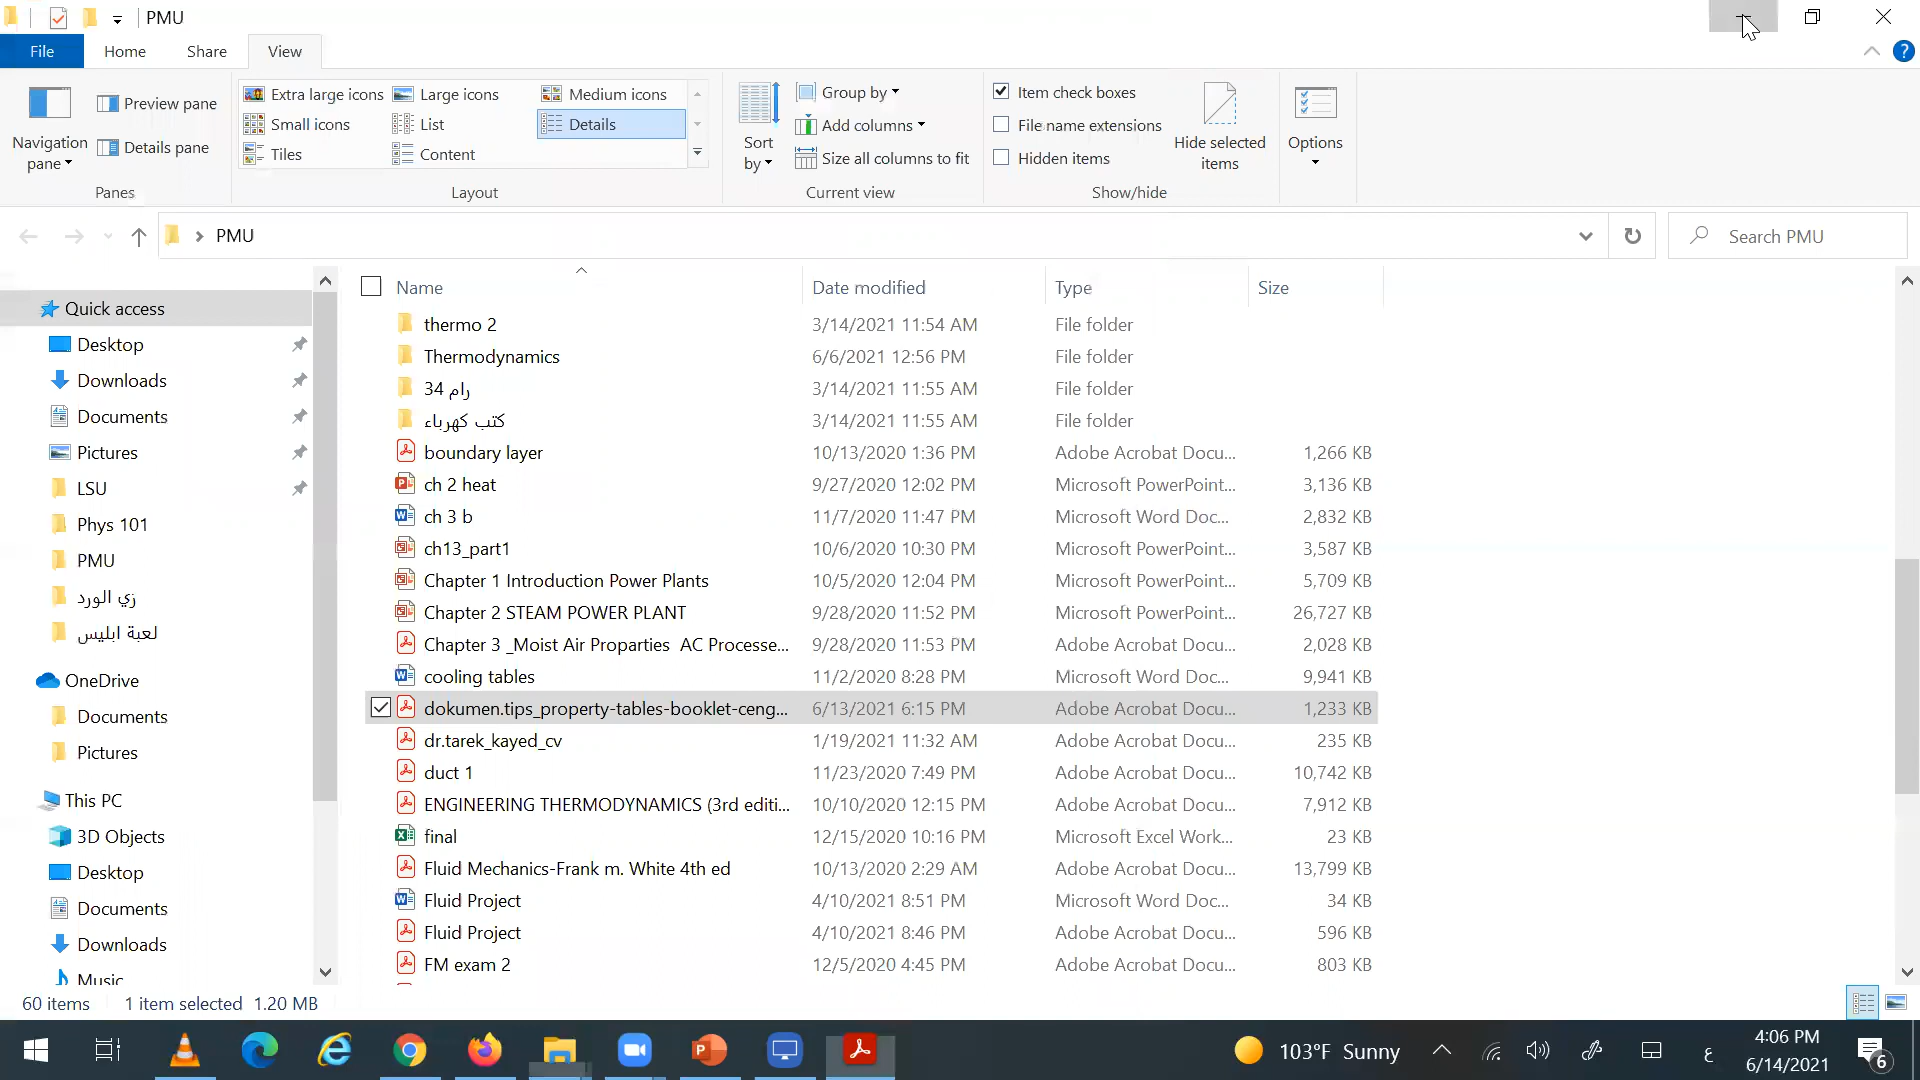 PMU
File Home Share View
Navigation pane
Preview pane
Details pane
Panes
Extra large icons Large icons Medium icons
Small icons List Details
Tiles Content
Layout
Sort by
Group by
Add columns
Size all columns to fit
Current view
Item check boxes
File name extensions
Hidden items
Hide selected items
Show/hide
Options
PMU
Search PMU
Quick access
Desktop
Downloads
Documents
Pictures
LSU
Phys 101
PMU
زي الورد
لعبة ابليس
OneDrive
Documents
Pictures
This PC
3D Objects
Desktop
Documents
Downloads
Music
Name Date modified Type Size
thermo 2 3/14/2021 11:54 AM File folder
Thermodynamics 6/6/2021 12:56 PM File folder
رام 34 3/14/2021 11:55 AM File folder
كتب كهرباء 3/14/2021 11:55 AM File folder
boundary layer 10/13/2020 1:36 PM Adobe Acrobat Docu... 1,266 KB
ch 2 heat 9/27/2020 12:02 PM Microsoft PowerPoint... 3,136 KB
ch 3 b 11/7/2020 11:47 PM Microsoft Word Doc... 2,832 KB
ch13_part1 10/6/2020 10:30 PM Microsoft PowerPoint... 3,587 KB
Chapter 1 Introduction Power Plants 10/5/2020 12:04 PM Microsoft PowerPoint... 5,709 KB
Chapter 2 STEAM POWER PLANT 9/28/2020 11:52 PM Microsoft PowerPoint... 26,727 KB
Chapter 3 _Moist Air Proparties AC Processe... 9/28/2020 11:53 PM Adobe Acrobat Docu... 2,028 KB
cooling tables 11/2/2020 8:28 PM Microsoft Word Doc... 9,941 KB
dokumen.tips_property-tables-booklet-ceng... 6/13/2021 6:15 PM Adobe Acrobat Docu... 1,233 KB
dr.tarek_kayed_cv 1/19/2021 11:32 AM Adobe Acrobat Docu... 235 KB
duct 1 11/23/2020 7:49 PM Adobe Acrobat Docu... 10,742 KB
ENGINEERING THERMODYNAMICS (3rd editi... 10/10/2020 12:15 PM Adobe Acrobat Docu... 7,912 KB
final 12/15/2020 10:16 PM Microsoft Excel Work... 23 KB
Fluid Mechanics-Frank m. White 4th ed 10/13/2020 2:29 AM Adobe Acrobat Docu... 13,799 KB
Fluid Project 4/10/2021 8:51 PM Microsoft Word Doc... 34 KB
Fluid Project 4/10/2021 8:46 PM Adobe Acrobat Docu... 596 KB
FM exam 2 12/5/2020 4:45 PM Adobe Acrobat Docu... 803 KB
60 items 1 item selected 1.20 MB
103°F Sunny ع 4:06 PM
6/14/2021 6